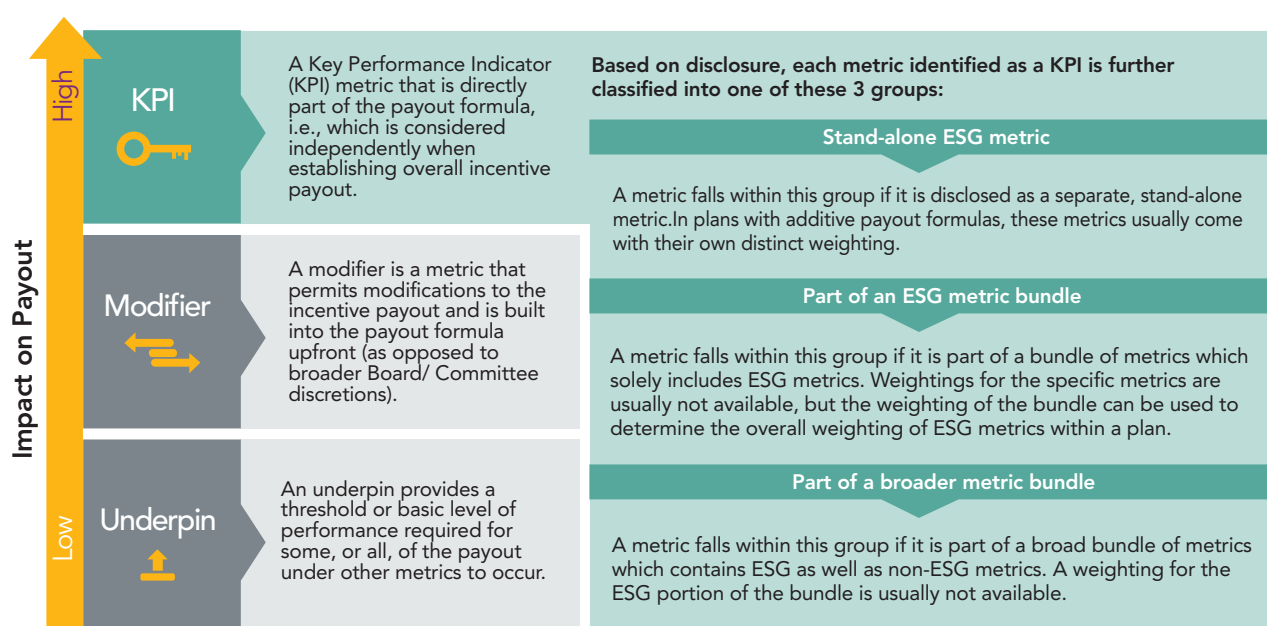 Impact on Payout
High
Low
KPI
A Key Performance Indicator
(KPI) metric that is directly
part of the payout formula,
i.e., which is considered
independently when
establishing overall incentive
payout.
Modifier
A modifier is a metric that
permits modifications to the
incentive payout and is built
into the payout formula
upfront (as opposed to
broader Board/ Committee
discretions).
Underpin
An underpin provides a
threshold or basic level of
performance required for
some, or all, of the payout
under other metrics to occur.
Based on disclosure, each metric identified as a KPI is further
classified into one of these 3 groups:
Stand-alone ESG metric
A metric falls within this group if it is disclosed as a separate, stand-alone
metric.In plans with additive payout formulas, these metrics usually come
with their own distinct weighting.
Part of an ESG metric bundle
A metric falls within this group if it is part of a bundle of metrics which
solely includes ESG metrics. Weightings for the specific metrics are
usually not available, but the weighting of the bundle can be used to
determine the overall weighting of ESG metrics within a plan.
Part of a broader metric bundle
A metric falls within this group if it is part of a broad bundle of metrics
which contains ESG as well as non-ESG metrics. A weighting for the
ESG portion of the bundle is usually not available.